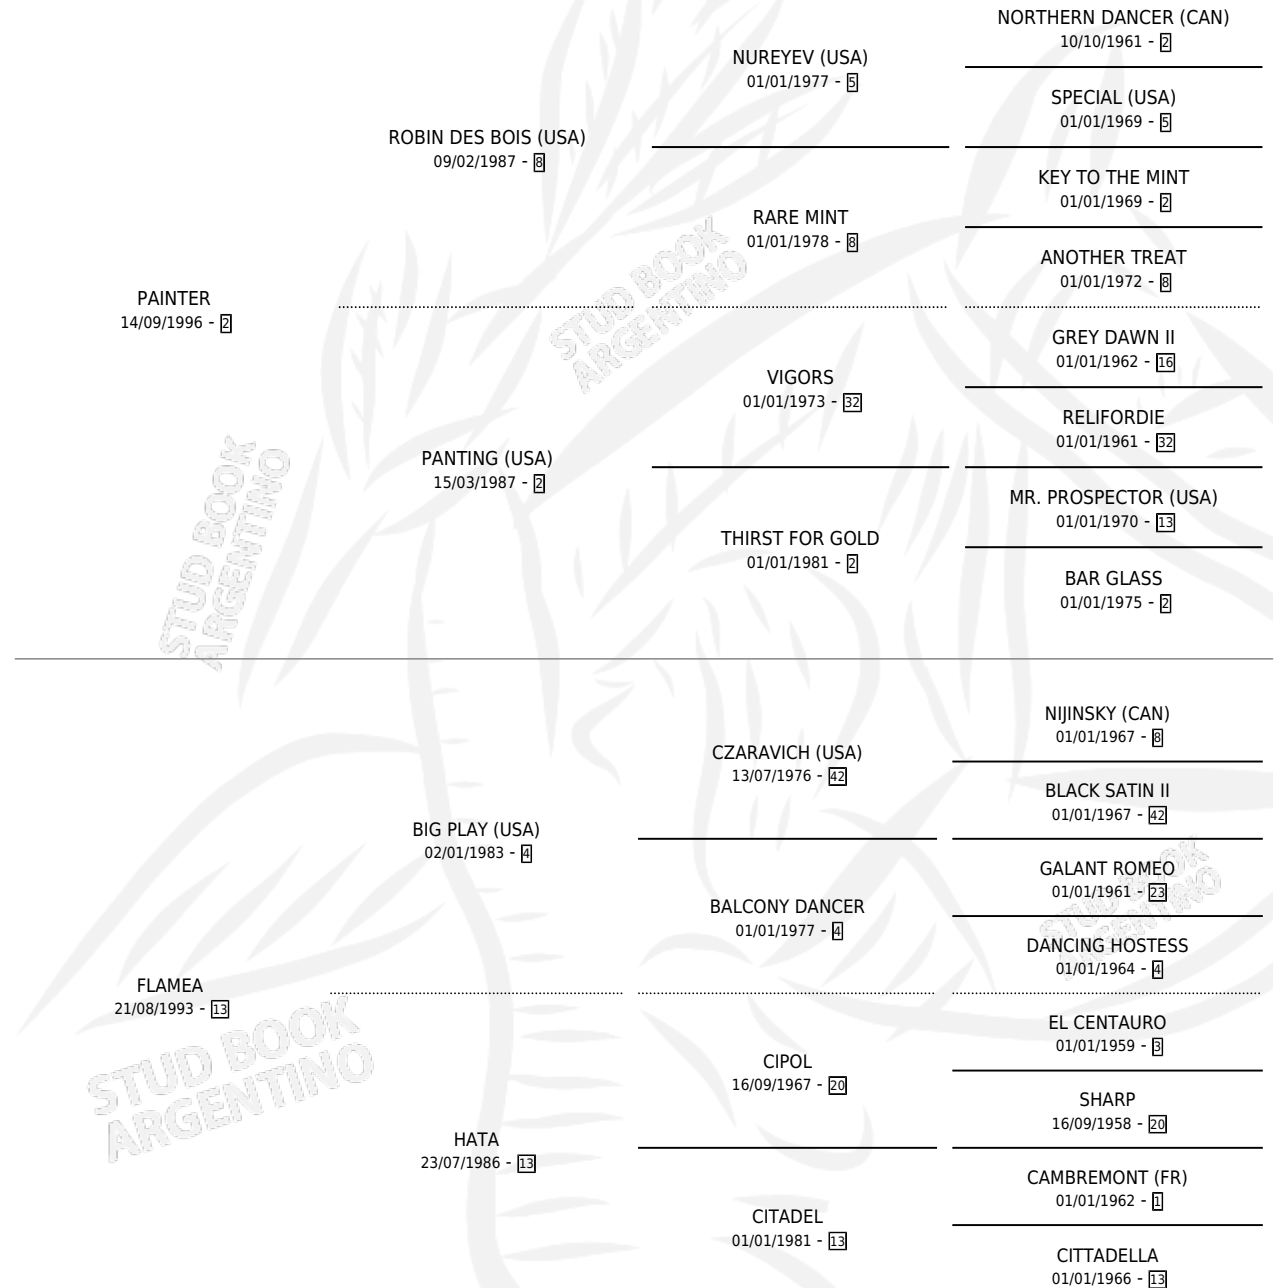 NORTHERN DANCER (CAN)
10/10/1961 - 2
NUREYEV (USA)
01/01/1977 - 5
SPECIAL (USA)
01/01/1969 - 5
ROBIN DES BOIS (USA)
09/02/1987 - 8
KEY TO THE MINT
01/01/1969 - 2
RARE MINT
01/01/1978 - 8
ANOTHER TREAT
01/01/1972 - 8
PAINTER
14/09/1996 - 2
GREY DAWN II
01/01/1962 - 16
VIGORS
01/01/1973 - 32
RELIFORDIE
01/01/1961 - 32
PANTING (USA)
15/03/1987 - 2
MR. PROSPECTOR (USA)
01/01/1970 - 13
THIRST FOR GOLD
01/01/1981 - 2
BAR GLASS
01/01/1975 - 2
NIJINSKY (CAN)
01/01/1967 - 8
CZARAVICH (USA)
13/07/1976 - 42
BLACK SATIN II
01/01/1967 - 42
BIG PLAY (USA)
02/01/1983 - 4
GALANT ROMEO
01/01/1961 - 23
BALCONY DANCER
01/01/1977 - 4
DANCING HOSTESS
01/01/1964 - 4
FLAMEA
21/08/1993 - 13
EL CENTAURO
01/01/1959 - 3
CIPOL
16/09/1967 - 20
SHARP
16/09/1958 - 20
HATA
23/07/1986 - 13
CAMBREMONT (FR)
01/01/1962 - 1
CITADEL
01/01/1981 - 13
CITTADELLA
01/01/1966 - 13
STUD BOOK
ARGENTINO
STUD BOOK
ARGENTINO
STUD BOOK
ARGENTINO
STUD BOOK
ARGENTINO